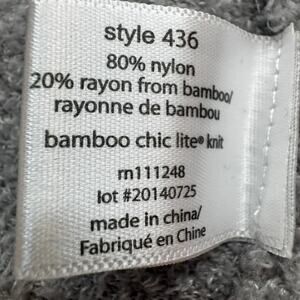 style 436
80% nylon
20% rayon from bamboo/
rayonne de bambou
bamboo chic lite® knit
rn111248
lot #20140725
made in china/
Fabriqué en Chine